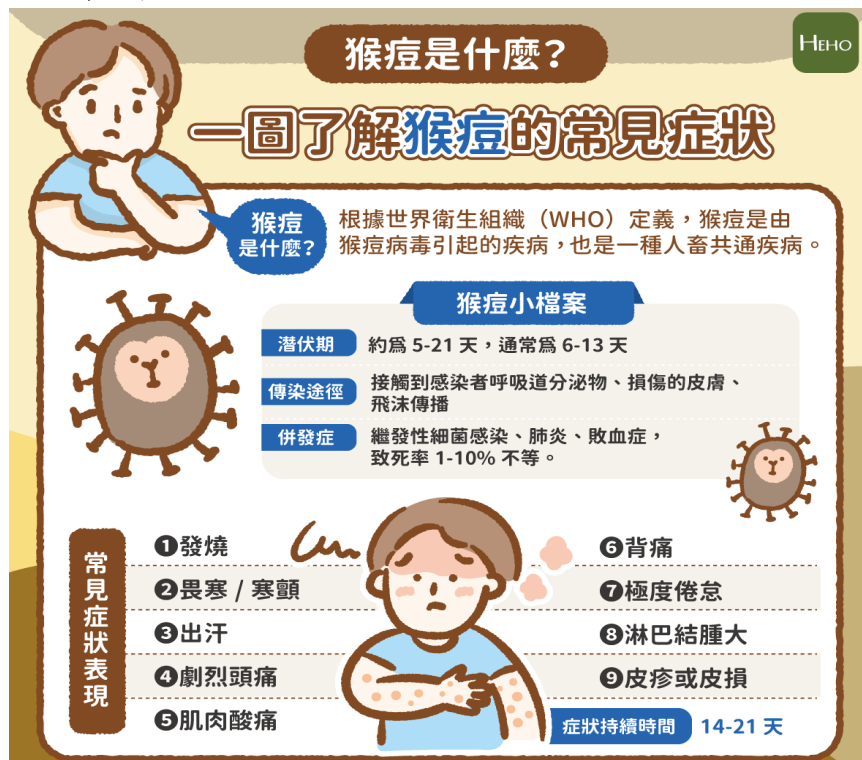 HEHO
猴痘是什麼？
一圖了解猴痘的常見症狀
猴痘
是什麼？
根據世界衛生組織（WHO）定義，猴痘是由
猴痘病毒引起的疾病，也是一種人畜共通疾病。
猴痘小檔案
潛伏期
約為 5-21 天，通常為 6-13 天
傳染途徑
接觸到感染者呼吸道分泌物、損傷的皮膚、
飛沫傳播
併發症
繼發性細菌感染、肺炎、敗血症，
致死率 1-10% 不等。
常見症狀表現
❶發燒
❷畏寒 / 寒顫
❸出汗
❹劇烈頭痛
❺肌肉酸痛
❻背痛
❼極度倦怠
❽淋巴結腫大
❾皮疹或皮損
症狀持續時間
14-21 天